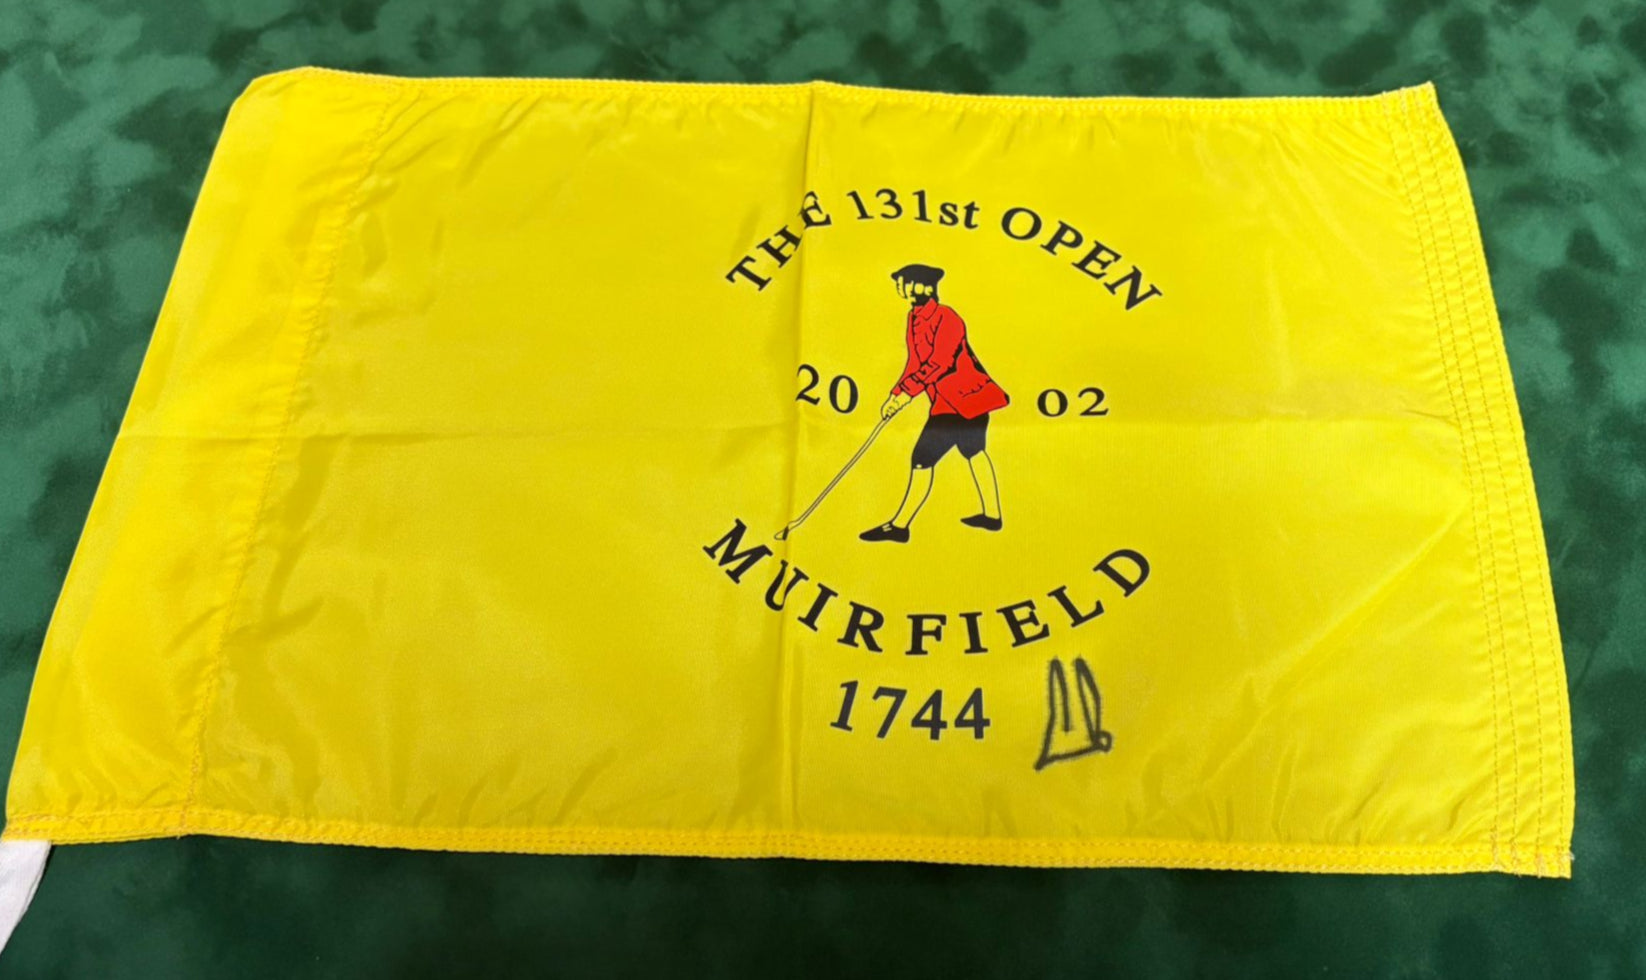 THE 131st OPEN
20 02
MUIRFIELD
1744